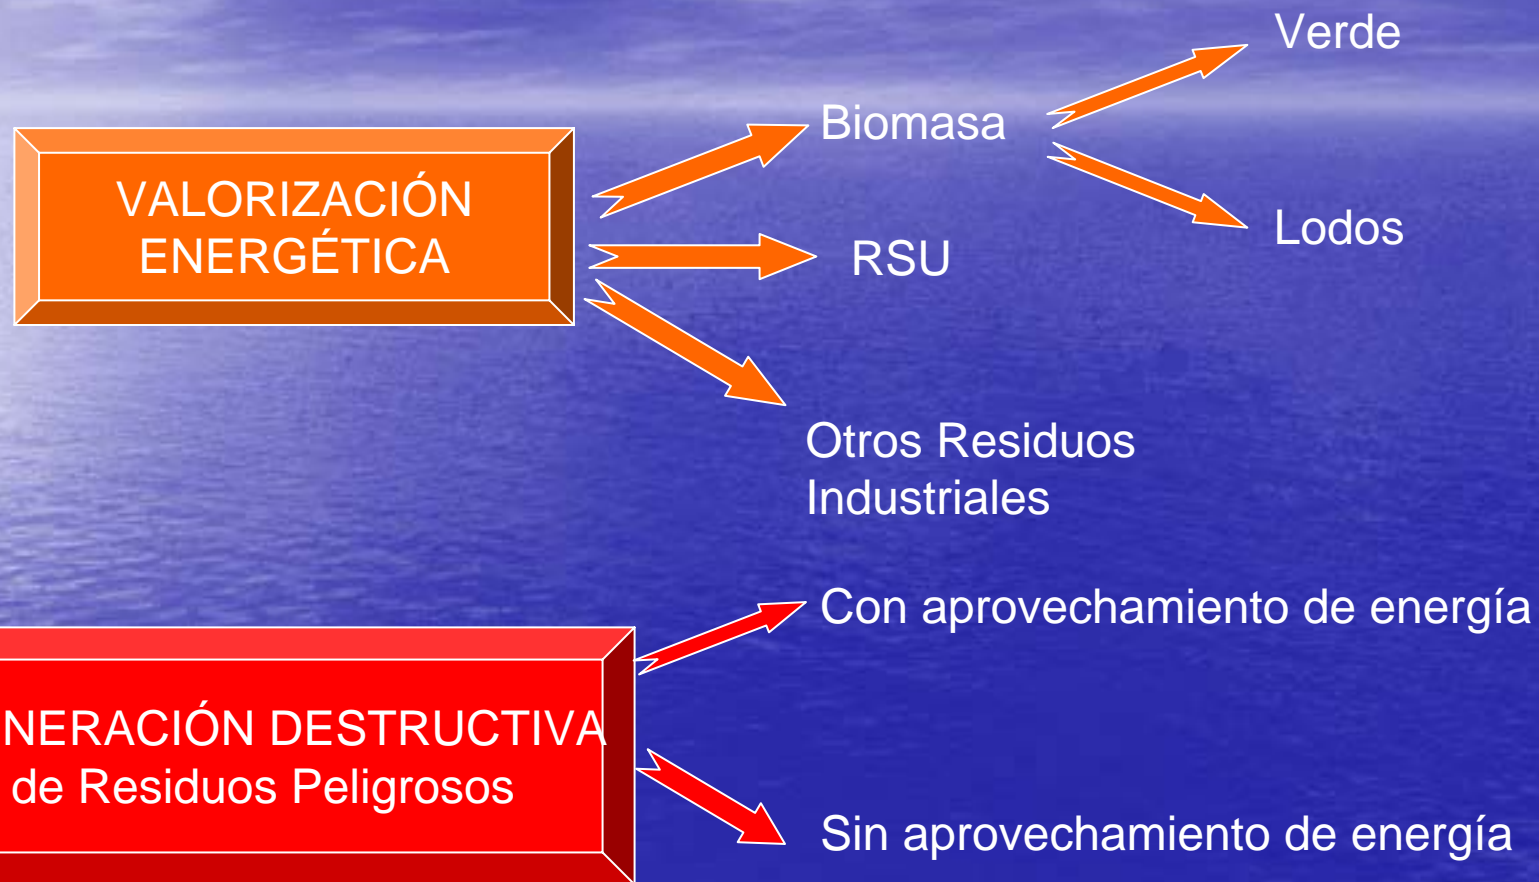 Verde
Biomasa
VALORIZACIÓN
ENERGÉTICA
Lodos
RSU
Otros Residuos
Industriales
Con aprovechamiento de energía
NERACIÓN DESTRUCTIVA
de Residuos Peligrosos
Sin aprovechamiento de energía